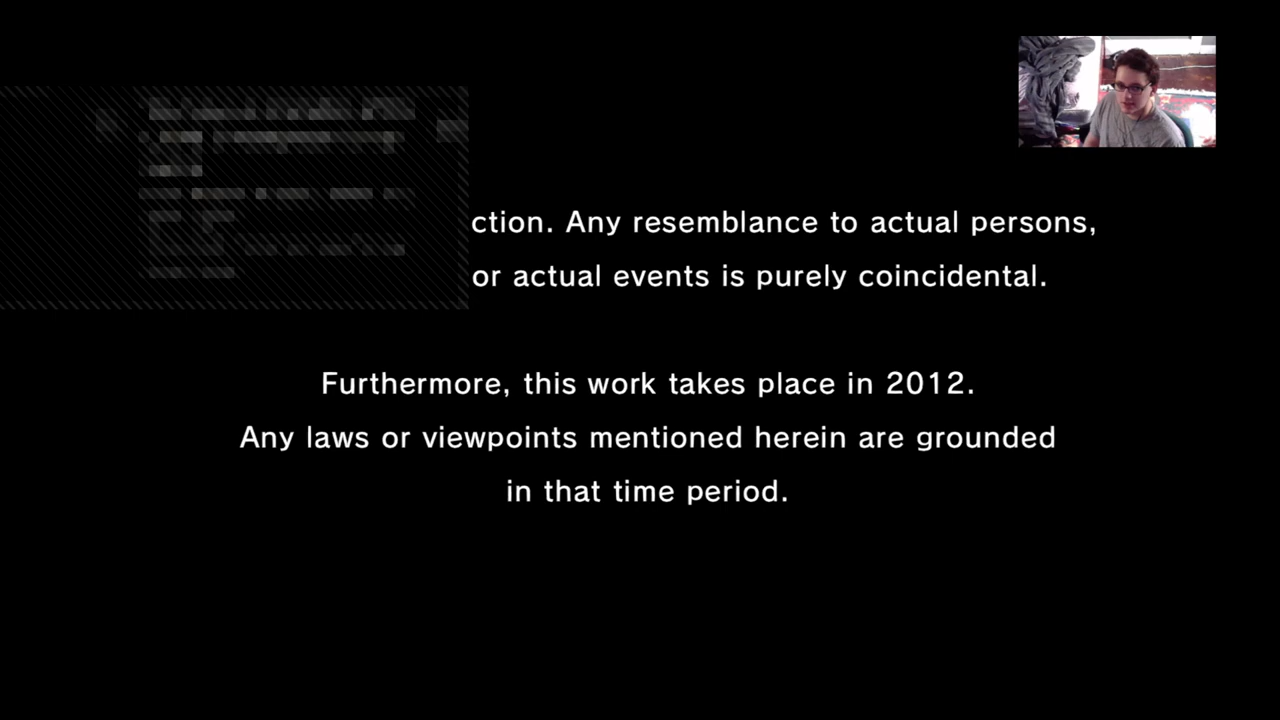 ction. Any resemblance to actual persons,
or actual events is purely coincidental.
Furthermore, this work takes place in 2012.
Any laws or viewpoints mentioned herein are grounded
in that time period.